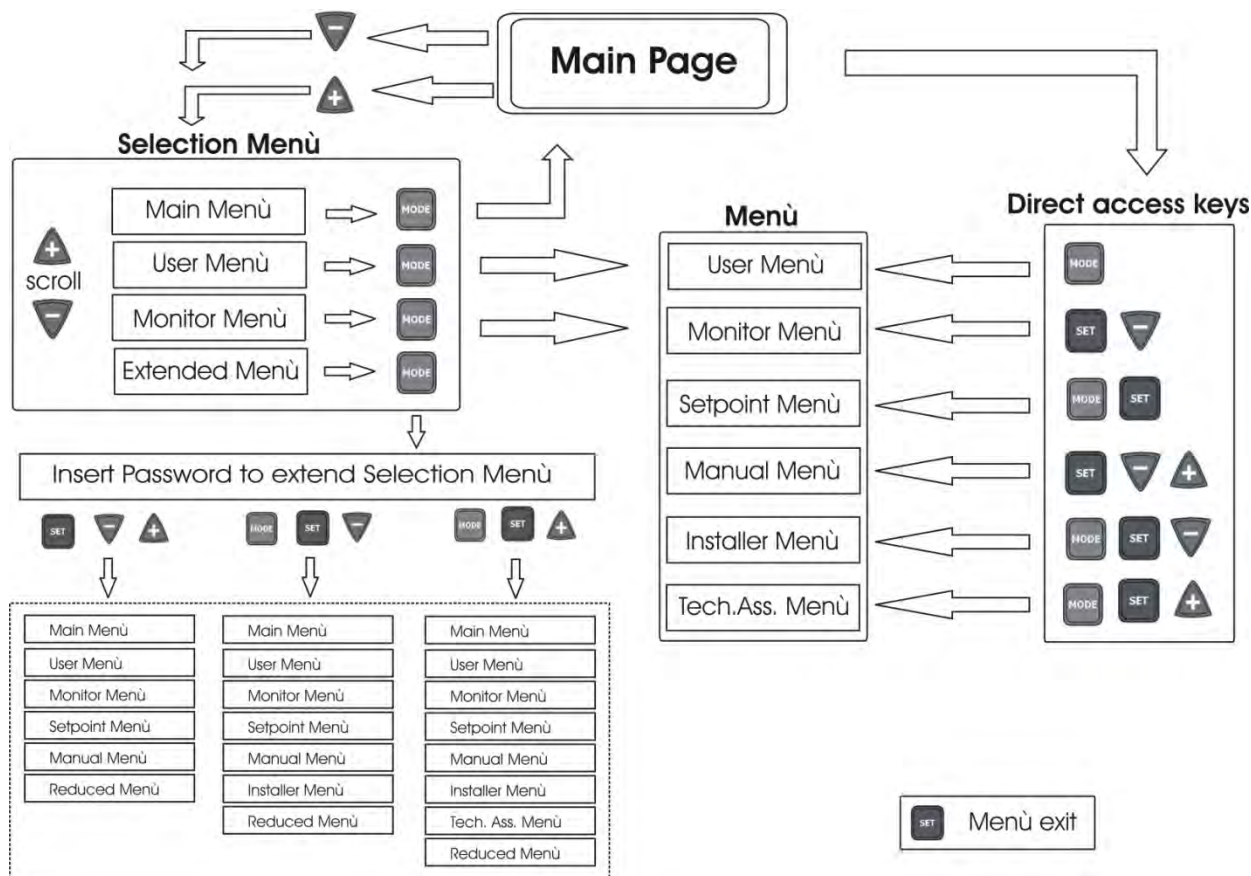 Main Page
Selection Menù
Main Menù
MODE
User Menù
MODE
Monitor Menù
MODE
Extended Menù
MODE
+
scroll
−
Insert Password to extend Selection Menù
SET − +
MODE SET −
MODE SET +
Main Menù
User Menù
Monitor Menù
Setpoint Menù
Manual Menù
Reduced Menù
Main Menù
User Menù
Monitor Menù
Setpoint Menù
Manual Menù
Installer Menù
Reduced Menù
Main Menù
User Menù
Monitor Menù
Setpoint Menù
Manual Menù
Installer Menù
Tech. Ass. Menù
Reduced Menù
−
+
Menù
User Menù
Monitor Menù
Setpoint Menù
Manual Menù
Installer Menù
Tech.Ass. Menù
Direct access keys
MODE
SET −
MODE SET
SET − +
MODE SET −
MODE SET +
SET Menù exit